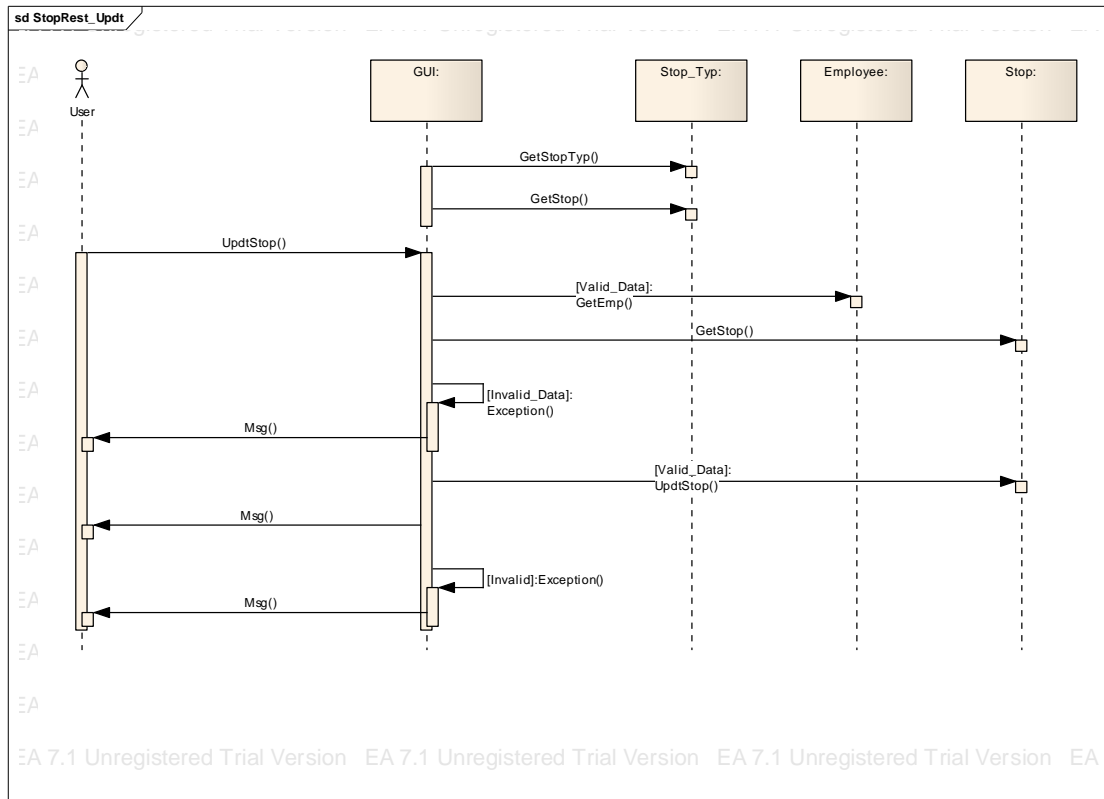 sd StopRest_Updt
User
GUI:
Stop_Typ:
Employee:
Stop:
GetStopTyp()
GetStop()
UpdtStop()
[Valid_Data]:
GetEmp()
GetStop()
[Invalid_Data]:
Exception()
Msg()
[Valid_Data]:
UpdtStop()
Msg()
[Invalid]:Exception()
Msg()
EA 7.1 Unregistered Trial Version EA 7.1 Unregistered Trial Version EA 7.1 Unregistered Trial Version EA